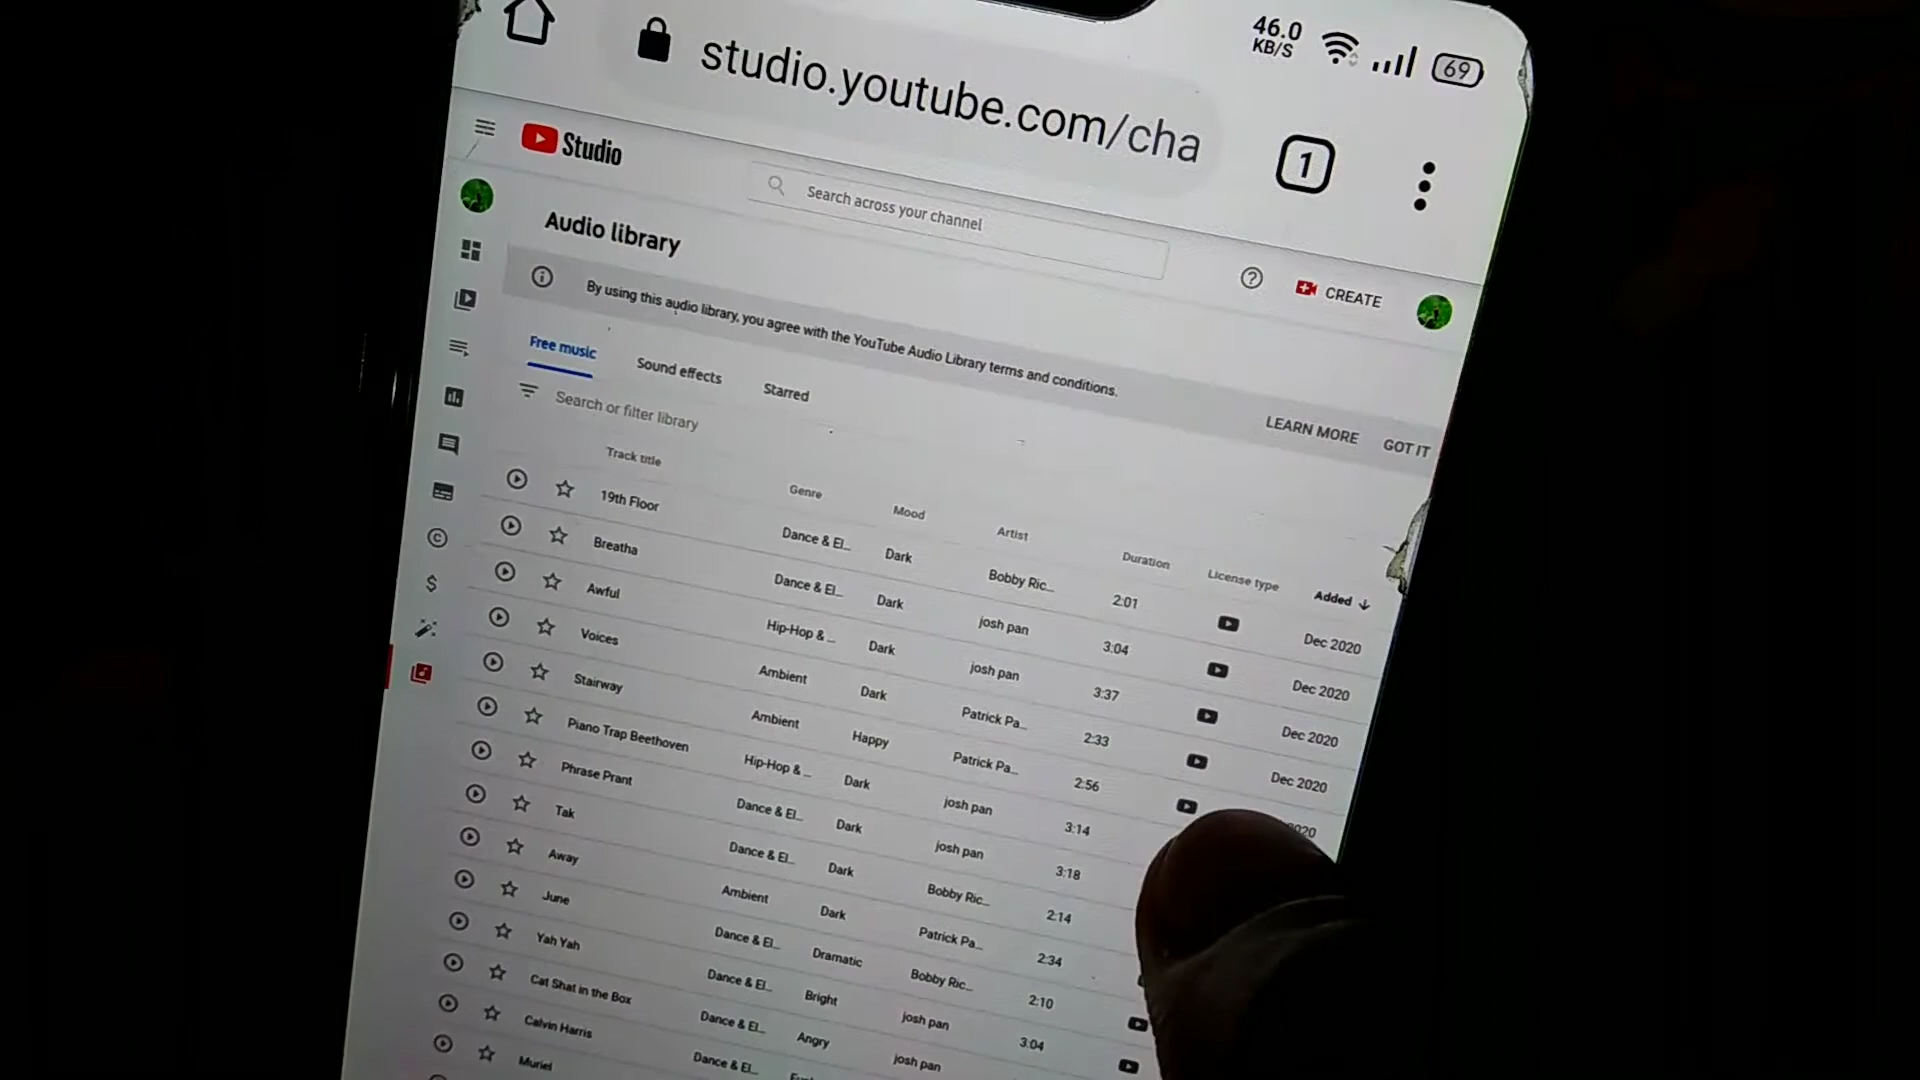 46.0 KB/S 69
studio.youtube.com/cha 1
Studio
Search across your channel
CREATE
Audio library
By using this audio library, you agree with the YouTube Audio Library terms and conditions.
LEARN MORE GOT IT
Free music Sound effects Starred
Search or filter library
Track title Genre Mood Artist Duration License type Added
19th Floor Dance & El... Dark Bobby Ric... 2:01 Dec 2020
Breatha Dance & El... Dark josh pan 3:04 Dec 2020
Awful Hip-Hop & ... Dark josh pan 3:37 Dec 2020
Voices Ambient Dark Patrick Pa... 2:33 Dec 2020
Stairway Ambient Happy Patrick Pa... 2:56 2020
Piano Trap Beethoven Hip-Hop & ... Dark josh pan 3:14
Phrase Prant Dance & El... Dark josh pan 3:18
Tak Dance & El... Dark Bobby Ric... 2:14
Away Ambient Dark Patrick Pa... 2:34
June Dance & El... Dramatic Bobby Ric... 2:10
Yah Yah Dance & El... Bright josh pan 3:04
Cat Shat in the Box Dance & El... Angry josh pan
Calvin Harris Dance & El...
Muriel